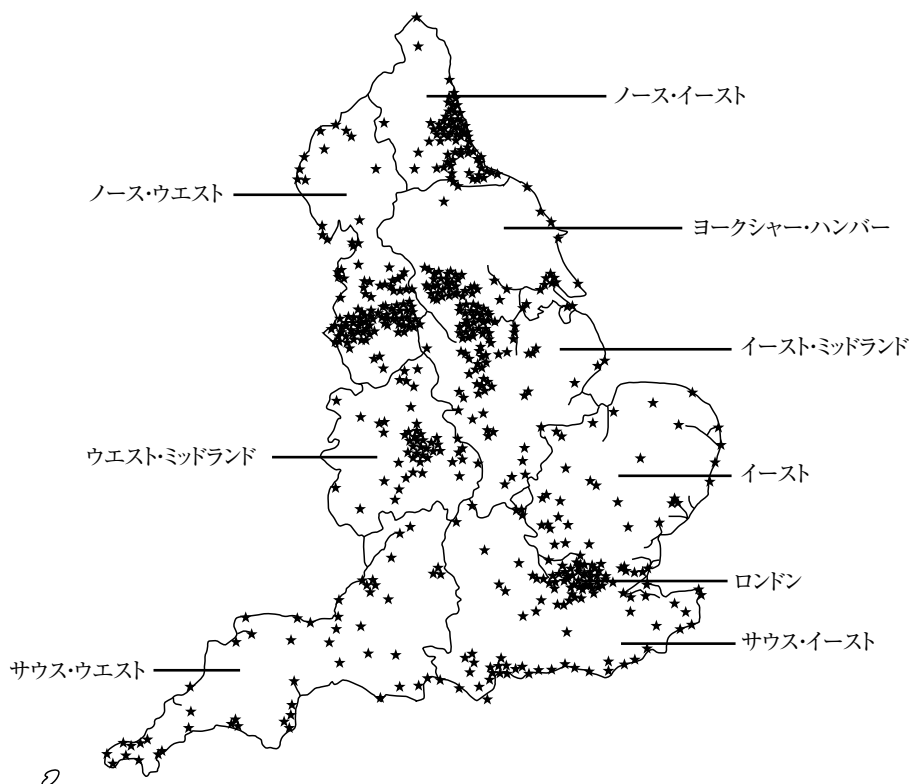 ノース・イースト
ノース・ウエスト
ヨークシャー・ハンバー
イースト・ミッドランド
ウエスト・ミッドランド
イースト
ロンドン
サウス・イースト
サウス・ウエスト